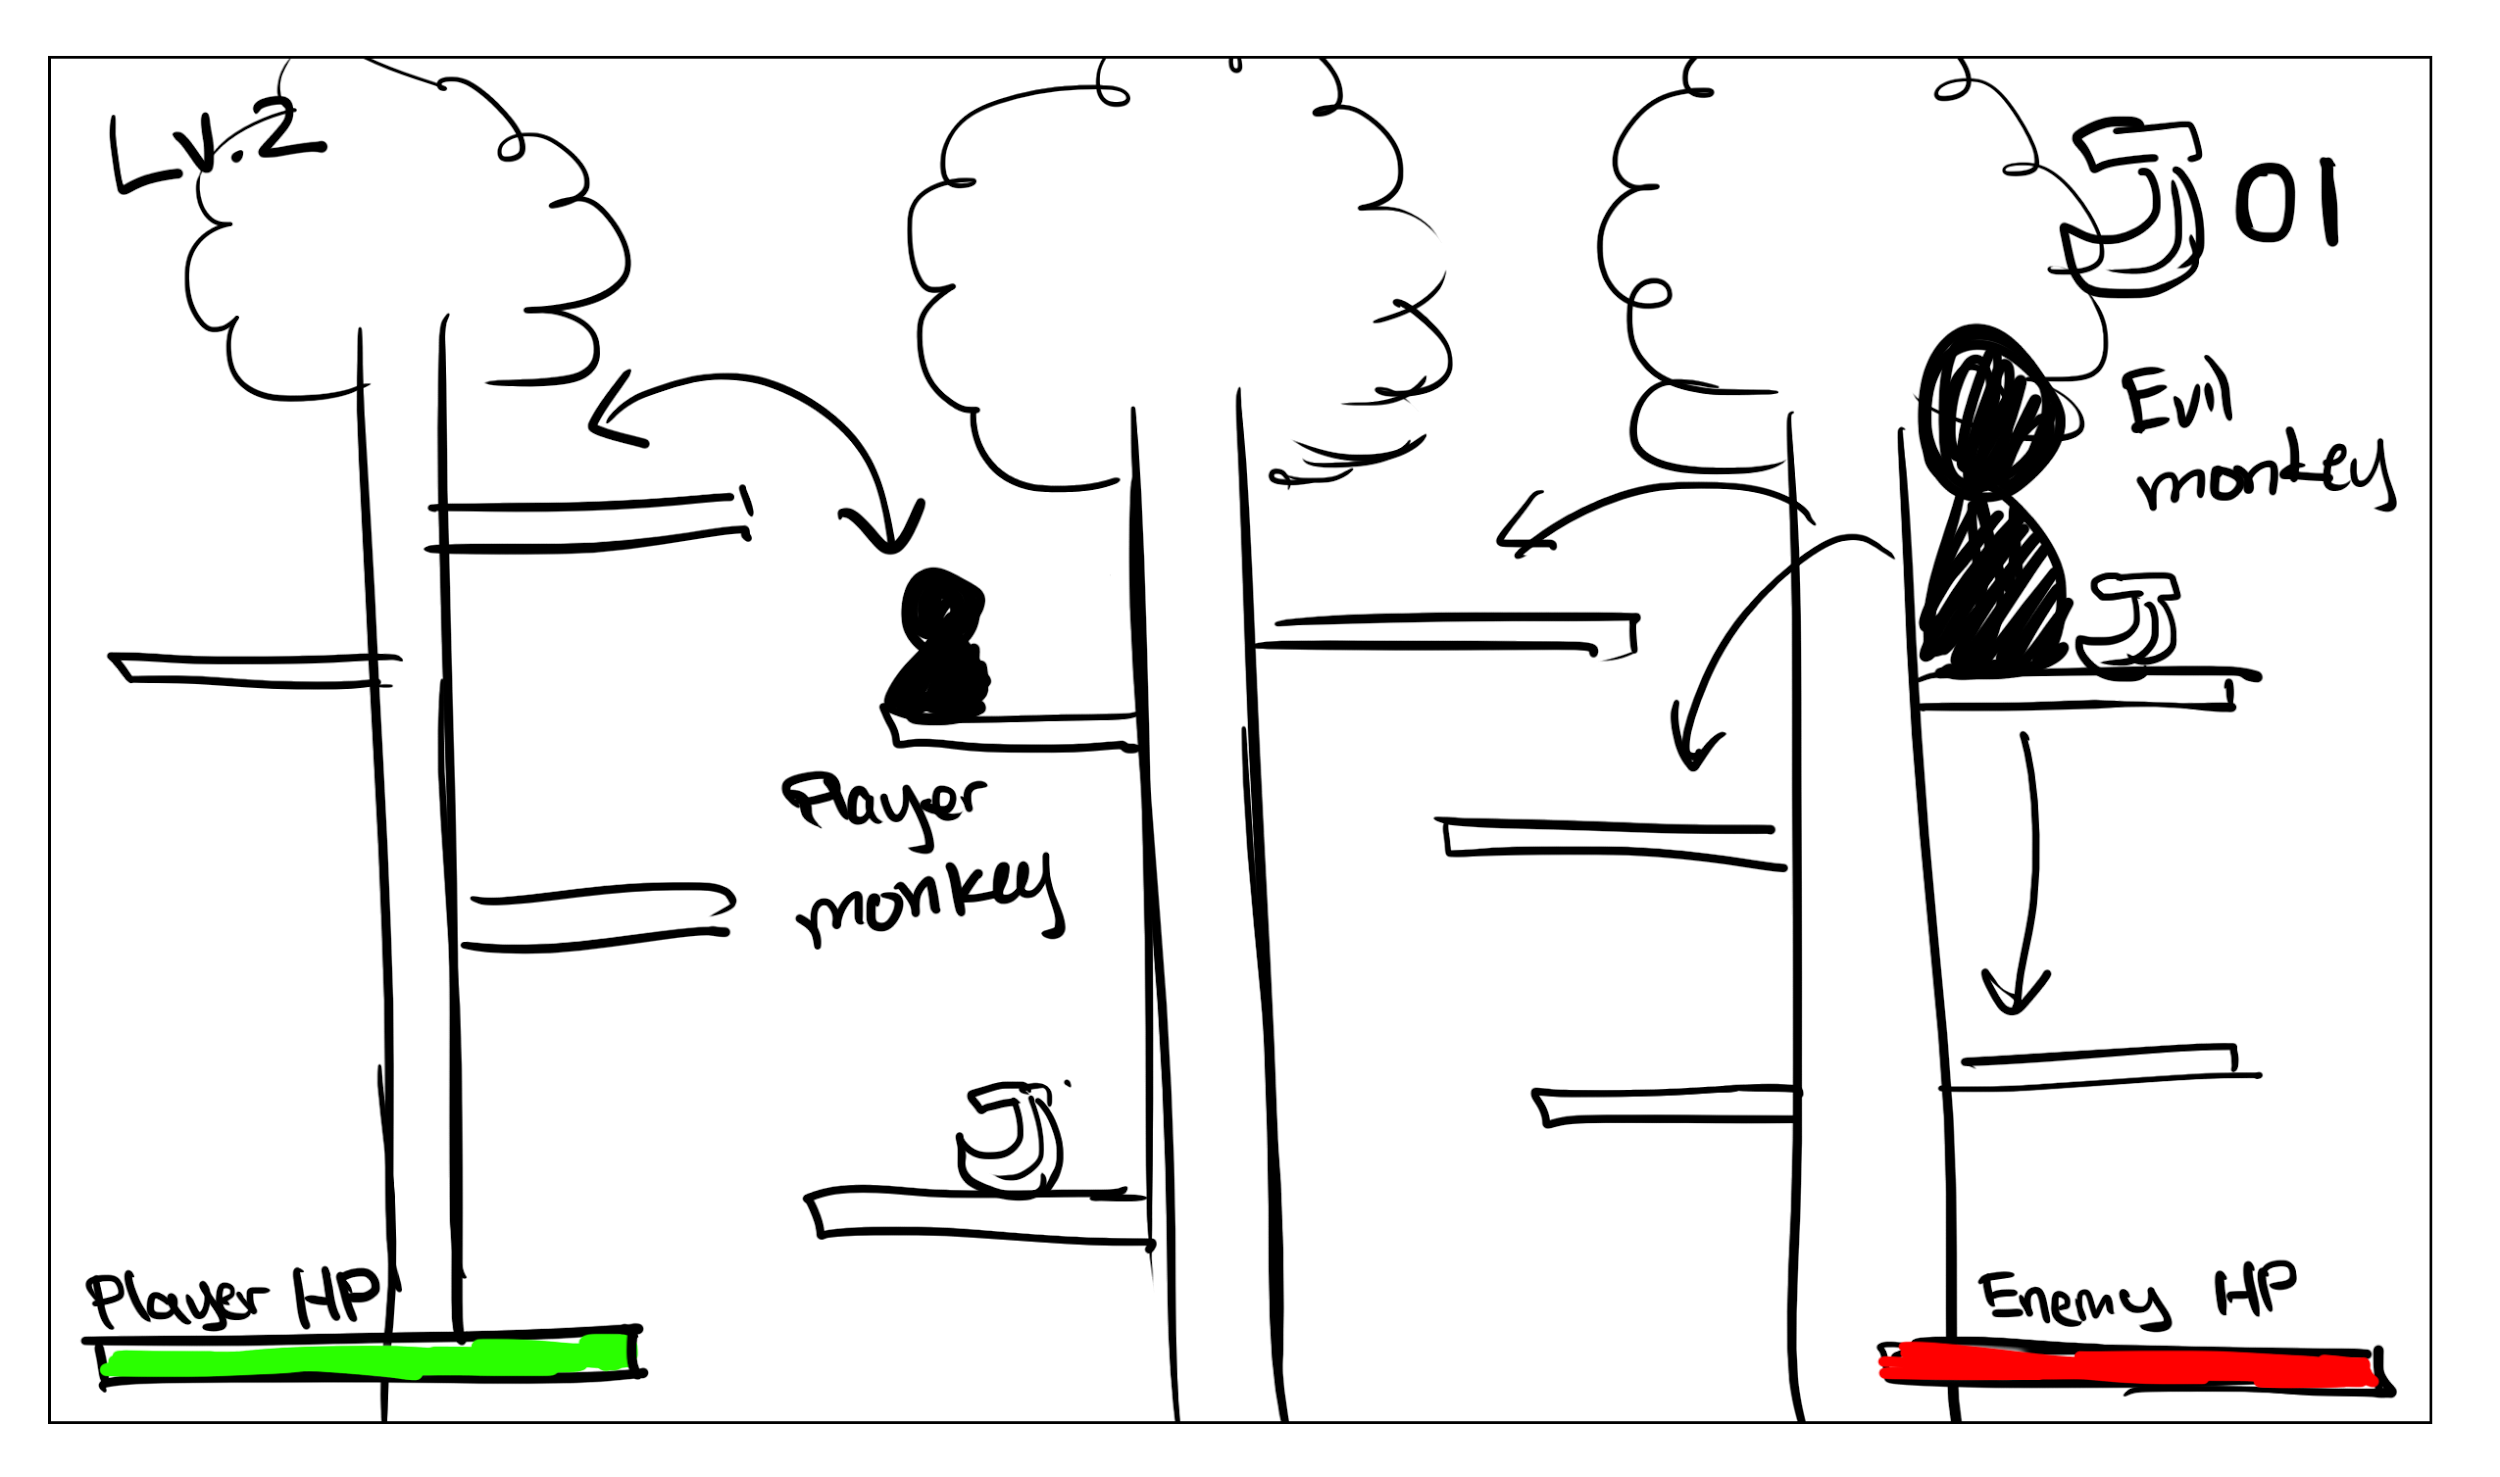 Lv.2
01
Evil
monkey
Player
monkey
Player HP
Enemy HP